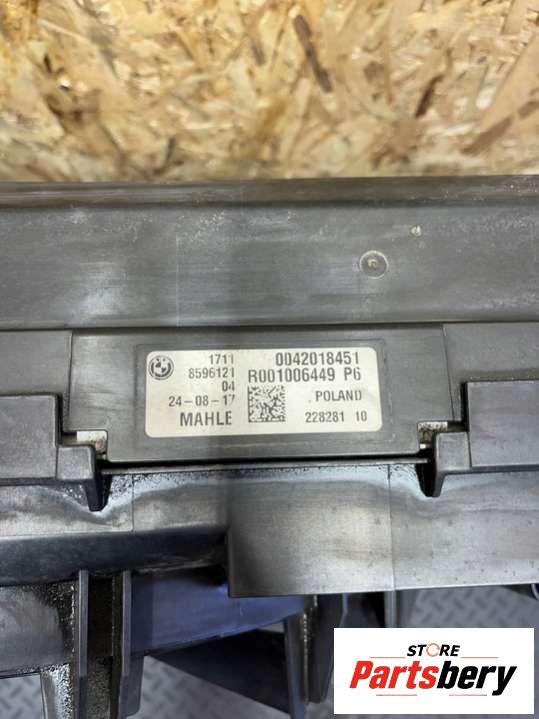 1711 0042018451
8596121 R001006449 P6
04
24-08-17 POLAND
MAHLE 228281 10
STORE
Partsbery